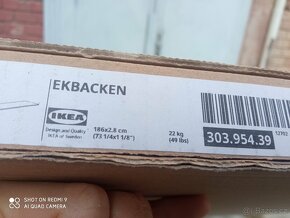 EKBACKEN
IKEA
Design and Quality
IKEA of Sweden
186x2.8 cm
(73 1/4x1 1/8")
22 kg
(49 lbs)
303.954.39
12702
SHOT ON REDMI 9
AI QUAD CAMERA